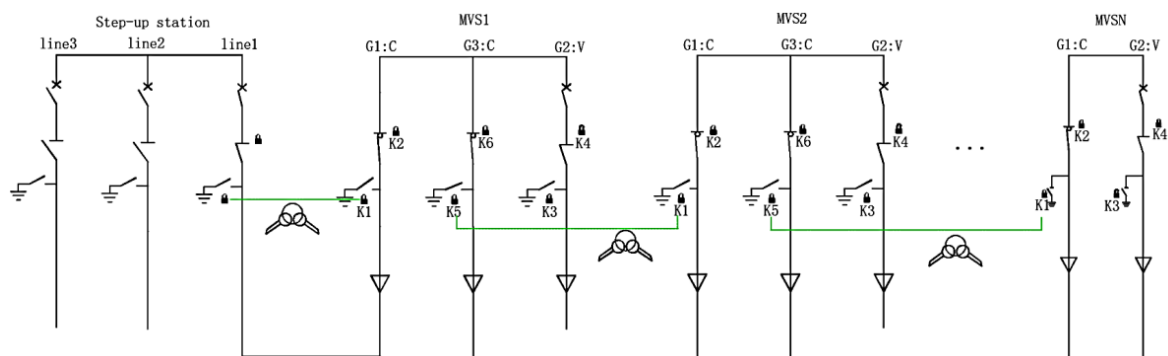 Step-up station
MVS1
MVS2
MVSN
line3
line2
line1
G1:C
G3:C
G2:V
G1:C
G3:C
G2:V
G1:C
G2:V
K2
K6
K4
K2
K6
K4
...
K2
K4
K1
K5
K3
K1
K5
K3
K1
K3